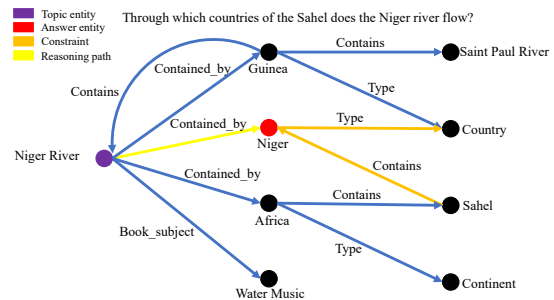 Through which countries of the Sahel does the Niger river flow?
Topic entity
Answer entity
Constraint
Reasoning path
Contains
Saint Paul River
Guinea
Contained_by
Contains
Type
Type
Country
Contained_by
Niger
Niger River
Contains
Contained_by
Contains
Sahel
Africa
Book_subject
Type
Water Music
Continent